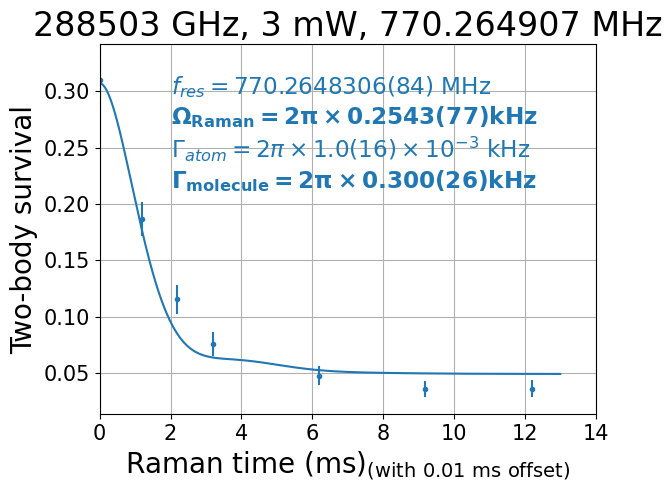 288503 GHz, 3 mW, 770.264907 MHz
f_res = 770.2648306(84) MHz
Ω_Raman = 2π × 0.2543(77)kHz
Γ_atom = 2π × 1.0(16) × 10⁻³ kHz
Γ_molecule = 2π × 0.300(26)kHz
Two-body survival
0.30
0.25
0.20
0.15
0.10
0.05
0 2 4 6 8 10 12 14
Raman time (ms)(with 0.01 ms offset)